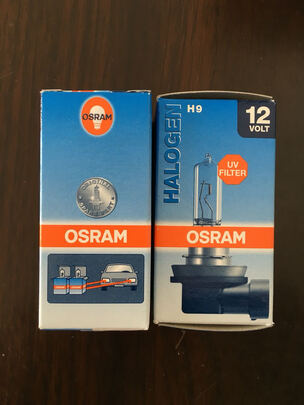 OSRAM
OSRAM
HALOGEN
H9
12
VOLT
UV
FILTER
OSRAM